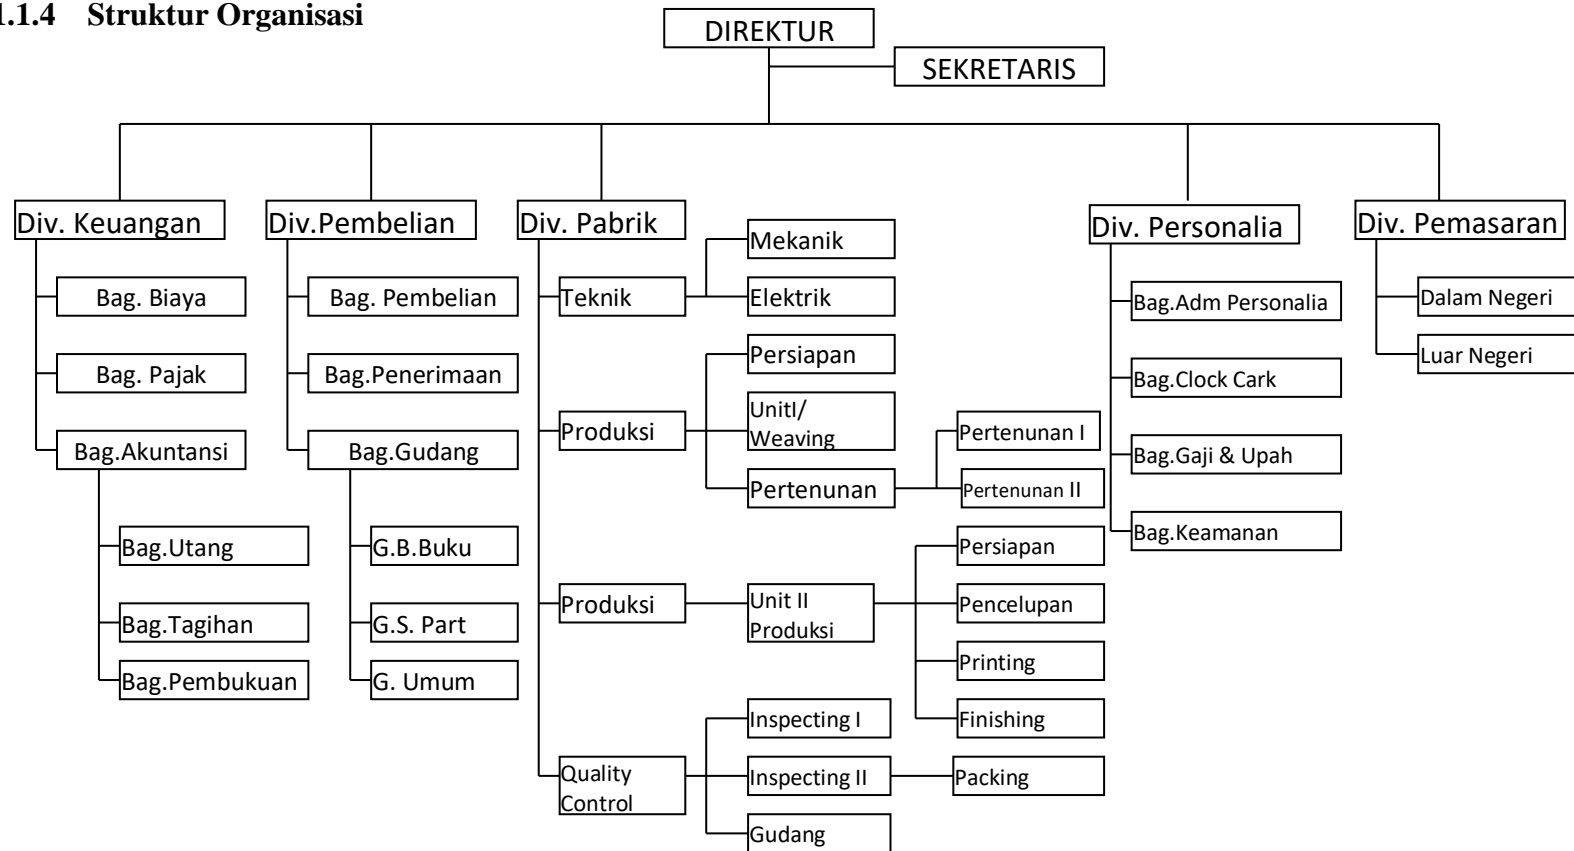 1.1.4 Struktur Organisasi
DIREKTUR
SEKRETARIS
Div. Keuangan
Div.Pembelian
Div. Pabrik
Div. Personalia
Div. Pemasaran
Bag. Biaya
Bag. Pajak
Bag.Akuntansi
Bag.Utang
Bag.Tagihan
Bag.Pembukuan
Bag. Pembelian
Bag.Penerimaan
Bag.Gudang
G.B.Buku
G.S. Part
G. Umum
Teknik
Mekanik
Elektrik
Produksi
Persiapan
UnitI/
Weaving
Pertenunan
Pertenunan I
Pertenunan II
Produksi
Unit II
Produksi
Persiapan
Pencelupan
Printing
Finishing
Quality
Control
Inspecting I
Inspecting II
Packing
Gudang
Bag.Adm Personalia
Bag.Clock Cark
Bag.Gaji & Upah
Bag.Keamanan
Dalam Negeri
Luar Negeri